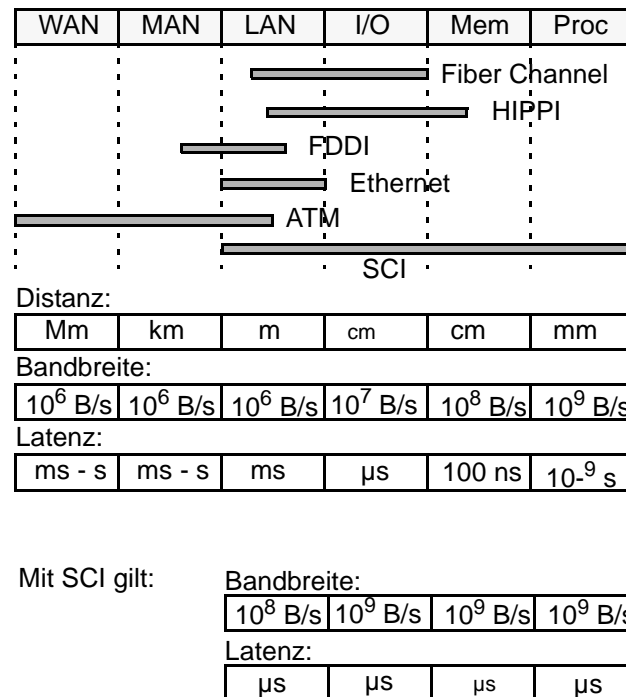 WAN MAN LAN I/O Mem Proc
Fiber Channel
HIPPI
FDDI
Ethernet
ATM
SCI
Distanz:
Mm km m cm cm mm
Bandbreite:
10⁶ B/s 10⁶ B/s 10⁶ B/s 10⁷ B/s 10⁸ B/s 10⁹ B/s
Latenz:
ms - s ms - s ms µs 100 ns 10-⁹ s
Mit SCI gilt: Bandbreite:
10⁸ B/s 10⁹ B/s 10⁹ B/s 10⁹ B/s
Latenz:
µs µs µs µs